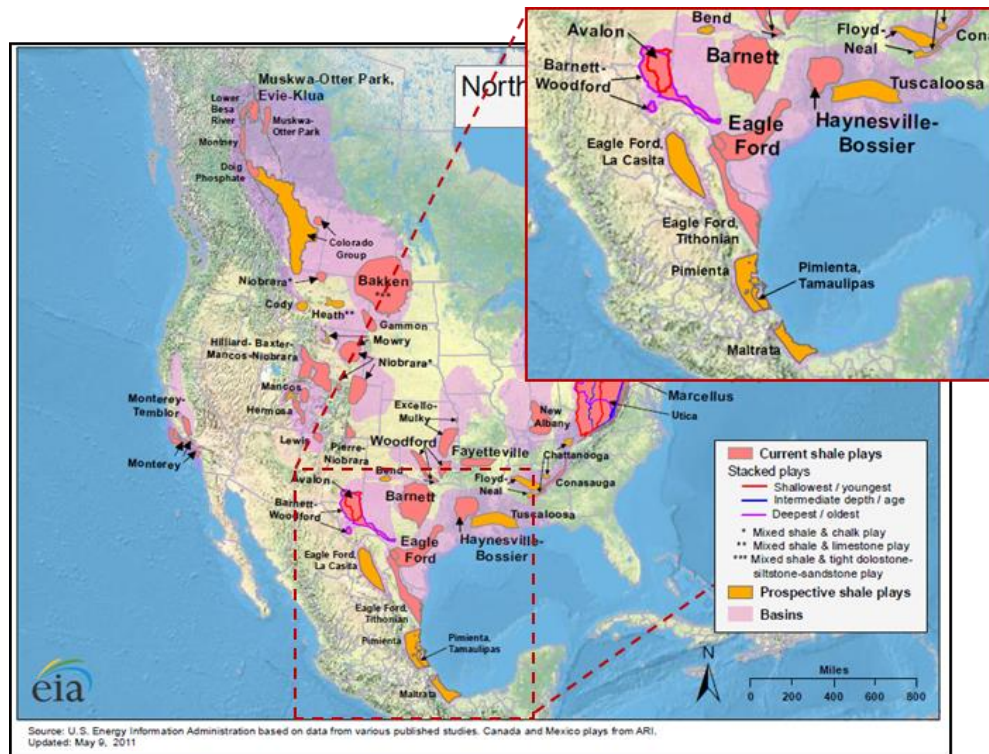 North
Muskwa-Otter Park,
Evie-Klua
Lower
Besa
River
Muskwa-
Otter Park
Montney
Doig
Phosphate
Colorado
Group
Niobrara*
Bakken
***
Cody
Heath**
Gammon
Mowry
Hilliard- Baxter-
Mancos-Niobrara
Niobrara*
Mancos
Monterey-
Temblor
Hermosa
Excello-
Mulky
New
Albany
Marcellus
Utica
Monterey
Lewis
Pierre-
Niobrara
Woodford
Fayetteville
Chattanooga
Avalon
Bend
Floyd-
Neal
Conasauga
Barnett-
Woodford
Barnett
Tuscaloosa
Haynesville-
Bossier
Eagle
Ford
Eagle Ford,
La Casita
Eagle Ford,
Tithonian
Pimienta
Pimienta,
Tamaulipas
Maltrata
Bend
Avalon
Floyd-
Neal
Cona
Barnett
Barnett-
Woodford
Tuscaloosa
Eagle
Ford
Haynesville-
Bossier
Eagle Ford,
La Casita
Eagle Ford,
Tithonian
Pimienta
Pimienta,
Tamaulipas
Maltrata
Current shale plays
Stacked plays
Shallowest / youngest
Intermediate depth / age
Deepest / oldest
* Mixed shale & chalk play
** Mixed shale & limestone play
*** Mixed shale & tight dolostone-
siltstone-sandstone play
Prospective shale plays
Basins
N
Miles
0 200 400 600 800
eia
Source: U.S. Energy Information Administration based on data from various published studies. Canada and Mexico plays from ARI.
Updated: May 9, 2011